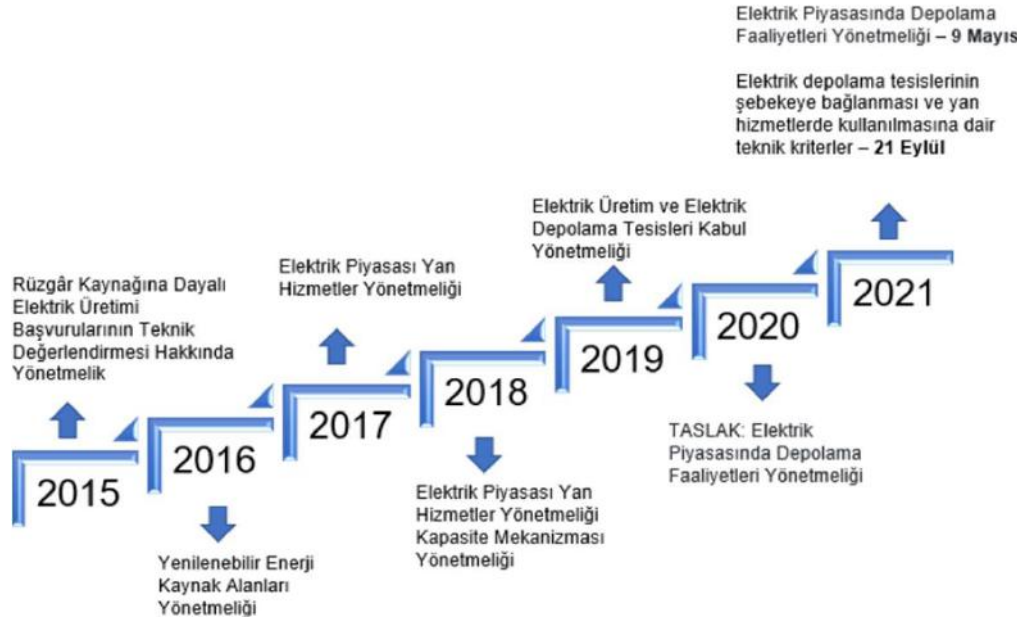 Elektrik Piyasasında Depolama
Faaliyetleri Yönetmeliği – 9 Mayıs
Elektrik depolama tesislerinin
şebekeye bağlanması ve yan
hizmetlerde kullanılmasına dair
teknik kriterler – 21 Eylül
Elektrik Üretim ve Elektrik
Depolama Tesisleri Kabul
Yönetmeliği
Elektrik Piyasası Yan
Hizmetler Yönetmeliği
Rüzgâr Kaynağına Dayalı
Elektrik Üretimi
Başvurularının Teknik
Değerlendirmesi Hakkında
Yönetmelik
2015
2016
2017
2018
2019
2020
2021
Yenilenebilir Enerji
Kaynak Alanları
Yönetmeliği
Elektrik Piyasası Yan
Hizmetler Yönetmeliği
Kapasite Mekanizması
Yönetmeliği
TASLAK: Elektrik
Piyasasında Depolama
Faaliyetleri Yönetmeliği